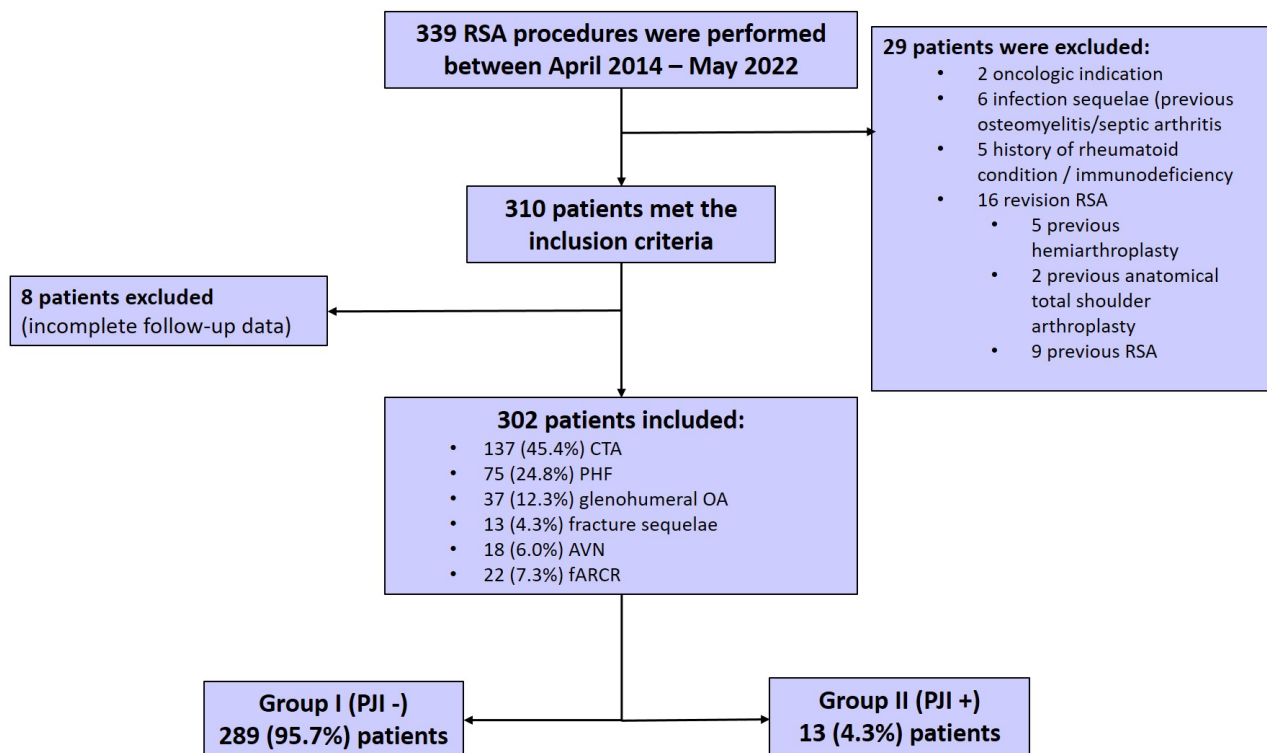 339 RSA procedures were performed
between April 2014 – May 2022
29 patients were excluded:
• 2 oncologic indication
• 6 infection sequelae (previous
osteomyelitis/septic arthritis
• 5 history of rheumatoid
condition / immunodeficiency
• 16 revision RSA
• 5 previous
hemiarthroplasty
• 2 previous anatomical
total shoulder
arthroplasty
• 9 previous RSA
310 patients met the
inclusion criteria
8 patients excluded
(incomplete follow-up data)
302 patients included:
• 137 (45.4%) CTA
• 75 (24.8%) PHF
• 37 (12.3%) glenohumeral OA
• 13 (4.3%) fracture sequelae
• 18 (6.0%) AVN
• 22 (7.3%) fARCR
Group I (PJI -)
289 (95.7%) patients
Group II (PJI +)
13 (4.3%) patients